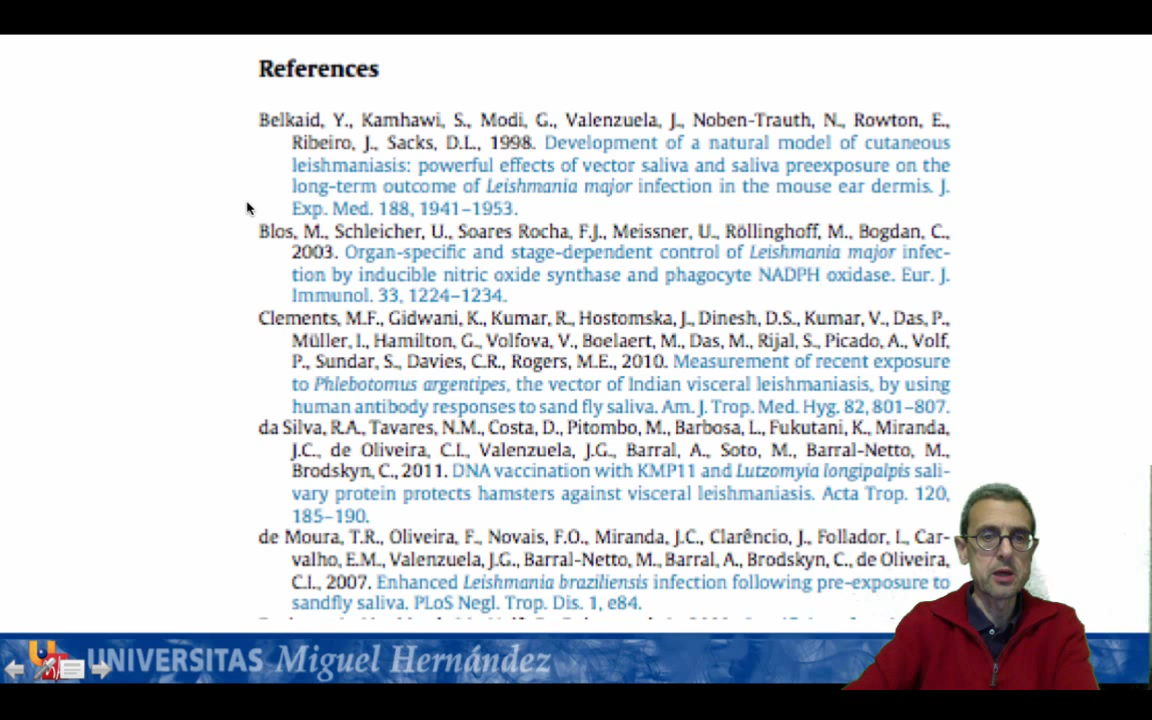 References
Belkaid, Y., Kamhawi, S., Modi, G., Valenzuela, J., Noben-Trauth, N., Rowton, E.,
Ribeiro, J., Sacks, D.L., 1998. Development of a natural model of cutaneous
leishmaniasis: powerful effects of vector saliva and saliva preexposure on the
long-term outcome of Leishmania major infection in the mouse ear dermis. J.
Exp. Med. 188, 1941–1953.
Blos, M., Schleicher, U., Soares Rocha, F.J., Meissner, U., Röllinghoff, M., Bogdan, C.,
2003. Organ-specific and stage-dependent control of Leishmania major infec-
tion by inducible nitric oxide synthase and phagocyte NADPH oxidase. Eur. J.
Immunol. 33, 1224–1234.
Clements, M.F., Gidwani, K., Kumar, R., Hostomska, J., Dinesh, D.S., Kumar, V., Das, P.,
Müller, I., Hamilton, G., Volfova, V., Boelaert, M., Das, M., Rijal, S., Picado, A., Volf,
P., Sundar, S., Davies, C.R., Rogers, M.E., 2010. Measurement of recent exposure
to Phlebotomus argentipes, the vector of Indian visceral leishmaniasis, by using
human antibody responses to sand fly saliva. Am. J. Trop. Med. Hyg. 82, 801–807.
da Silva, R.A., Tavares, N.M., Costa, D., Pitombo, M., Barbosa, L., Fukutani, K., Miranda,
J.C., de Oliveira, C.I., Valenzuela, J.G., Barral, A., Soto, M., Barral-Netto, M.,
Brodskyn, C., 2011. DNA vaccination with KMP11 and Lutzomyia longipalpis sali-
vary protein protects hamsters against visceral leishmaniasis. Acta Trop. 120,
185–190.
de Moura, T.R., Oliveira, F., Novais, F.O., Miranda, J.C., Clarêncio, J., Follador, I., Car-
valho, E.M., Valenzuela, J.G., Barral-Netto, M., Barral, A., Brodskyn, C., de Oliveira,
C.I., 2007. Enhanced Leishmania braziliensis infection following pre-exposure to
sandfly saliva. PLoS Negl. Trop. Dis. 1, e84.
UNIVERSITAS Miguel Hernández